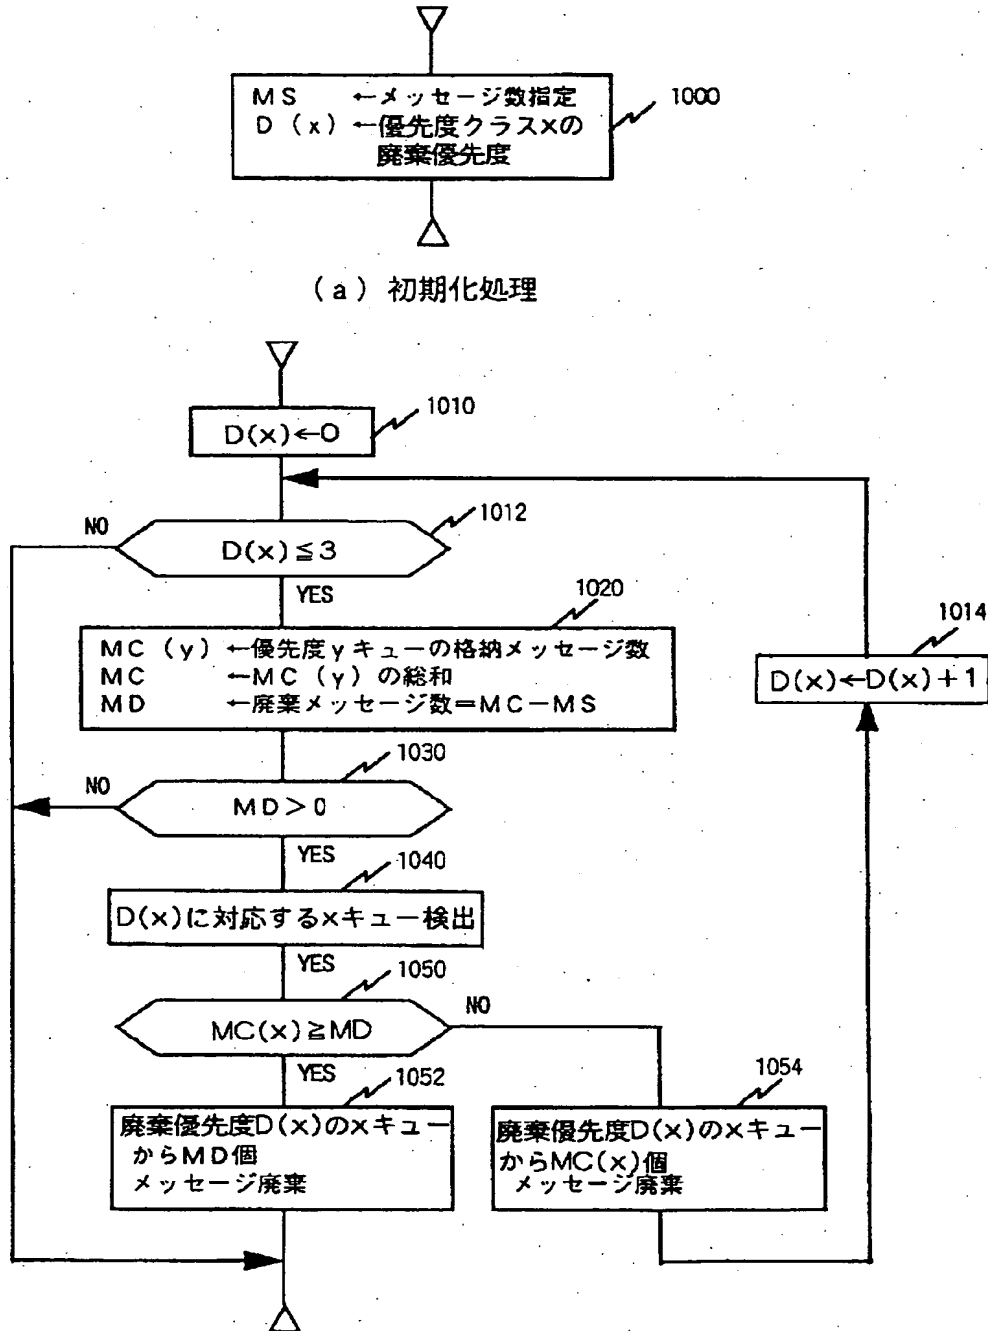 MS ←メッセージ数指定
D(x)←優先度クラスxの
廃棄優先度
1000
(a)初期化処理
1010
D(x)←0
1012
NO
D(x)≦3
YES
1020
MC(y)←優先度yキューの格納メッセージ数
MC ←MC(y)の総和
MD ←廃棄メッセージ数=MC-MS
1014
D(x)←D(x)+1
1030
NO
MD>0
YES
1040
D(x)に対応するxキュー検出
YES
1050
NO
MC(x)≧MD
YES
1052
廃棄優先度D(x)のxキュー
からMD個
メッセージ廃棄
1054
廃棄優先度D(x)のxキュー
からMC(x)個
メッセージ廃棄